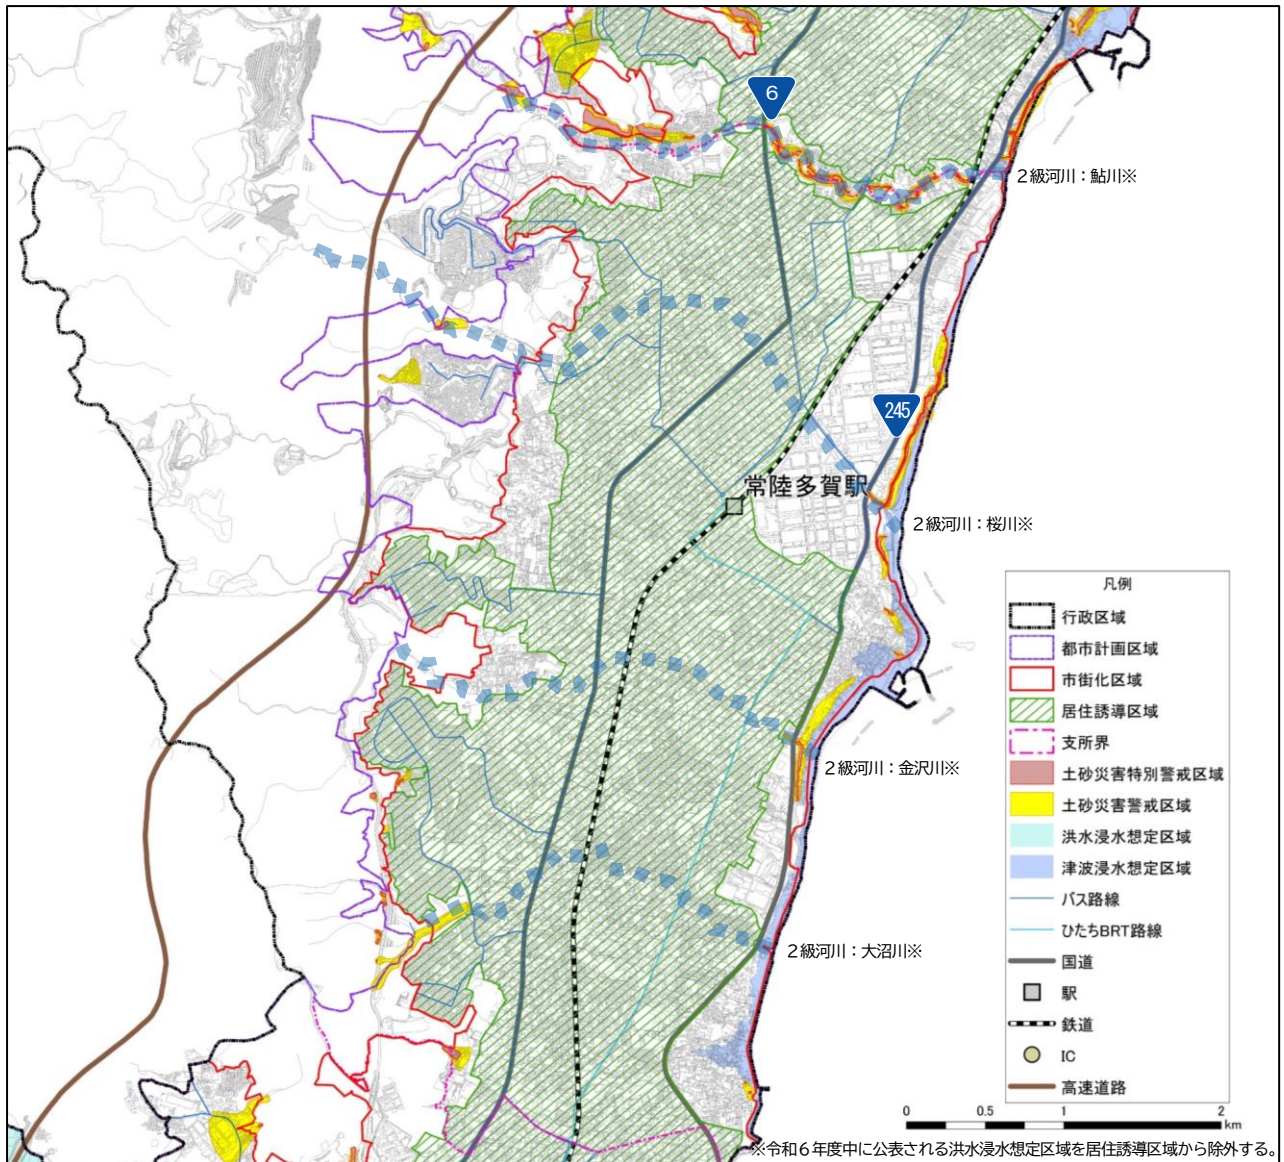 6
2級河川：鮎川※
245
常陸多賀駅
2級河川：桜川※
2級河川：金沢川※
2級河川：大沼川※
凡例
行政区域
都市計画区域
市街化区域
居住誘導区域
支所界
土砂災害特別警戒区域
土砂災害警戒区域
洪水浸水想定区域
津波浸水想定区域
バス路線
ひたちBRT路線
国道
駅
鉄道
IC
高速道路
0 0.5 1 2
km
※令和6年度中に公表される洪水浸水想定区域を居住誘導区域から除外する。